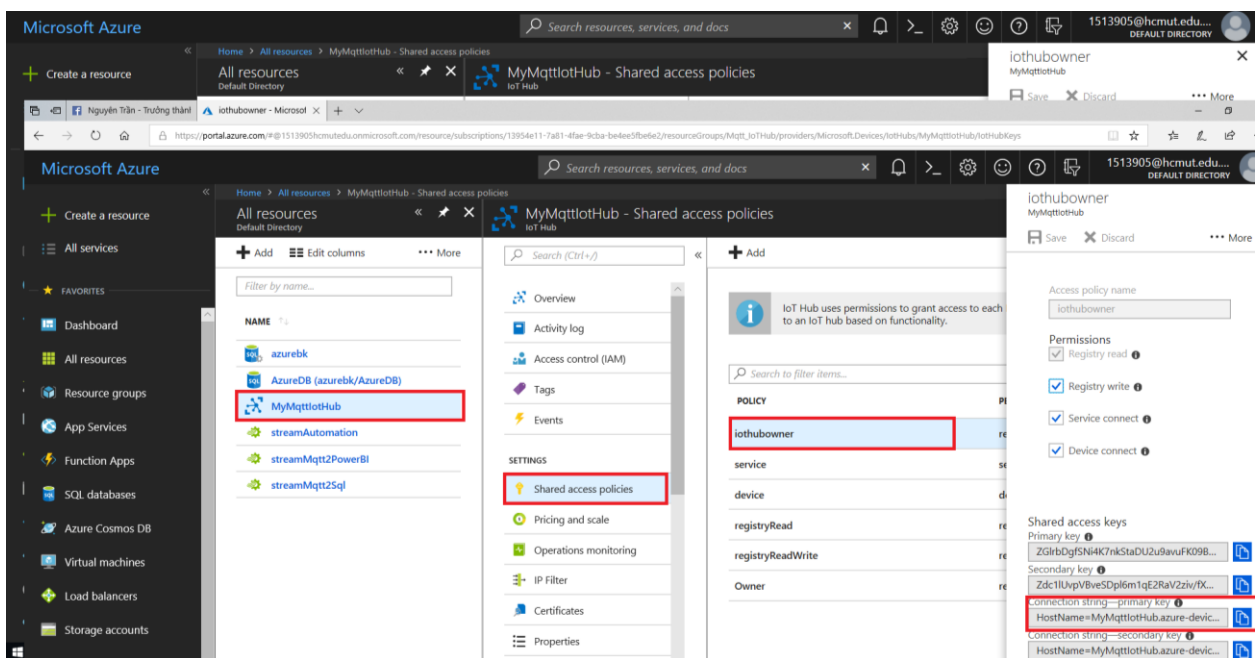 Microsoft Azure
Search resources, services, and docs
1513905@hcmut.edu....
DEFAULT DIRECTORY
Create a resource
Home > All resources > MyMqttIotHub - Shared access policies
All resources
Default Directory
MyMqttIotHub - Shared access policies
IoT Hub
iothubowner
MyMqttIotHub
Save Discard More
Nguyễn Trần - Trưởng thành
iothubowner - Microsof
https://portal.azure.com/#@1513905hcmutedu.onmicrosoft.com/resource/subscriptions/13954e11-7a81-4fae-9cba-be4ee5fbe6e2/resourceGroups/Mqtt_IoTHub/providers/Microsoft.Devices/IotHubs/MyMqttIotHub/IotHubKeys
Microsoft Azure
Search resources, services, and docs
1513905@hcmut.edu....
DEFAULT DIRECTORY
Create a resource
All services
FAVORITES
Dashboard
All resources
Resource groups
App Services
Function Apps
SQL databases
Azure Cosmos DB
Virtual machines
Load balancers
Storage accounts
Home > All resources > MyMqttIotHub - Shared access policies
All resources
Default Directory
Add Edit columns More
Filter by name...
NAME
azurebk
AzureDB (azurebk/AzureDB)
MyMqttIotHub
streamAutomation
streamMqtt2PowerBI
streamMqtt2Sql
MyMqttIotHub - Shared access policies
IoT Hub
Search (Ctrl+/)
Overview
Activity log
Access control (IAM)
Tags
Events
SETTINGS
Shared access policies
Pricing and scale
Operations monitoring
IP Filter
Certificates
Properties
Add
IoT Hub uses permissions to grant access to each
to an IoT hub based on functionality.
Search to filter items...
POLICY
iothubowner
service
device
registryRead
registryReadWrite
Owner
iothubowner
MyMqttIotHub
Save Discard More
Access policy name
iothubowner
Permissions
Registry read
Registry write
Service connect
Device connect
Shared access keys
Primary key
ZGlrbDgfSNi4K7nkStaDU2u9avuFK09B...
Secondary key
Zdc1lUvpVBveSDpl6m1qE2RaV2ziv/fX...
Connection string—primary key
HostName=MyMqttIotHub.azure-devic...
Connection string—secondary key
HostName=MyMqttIotHub.azure-devic...